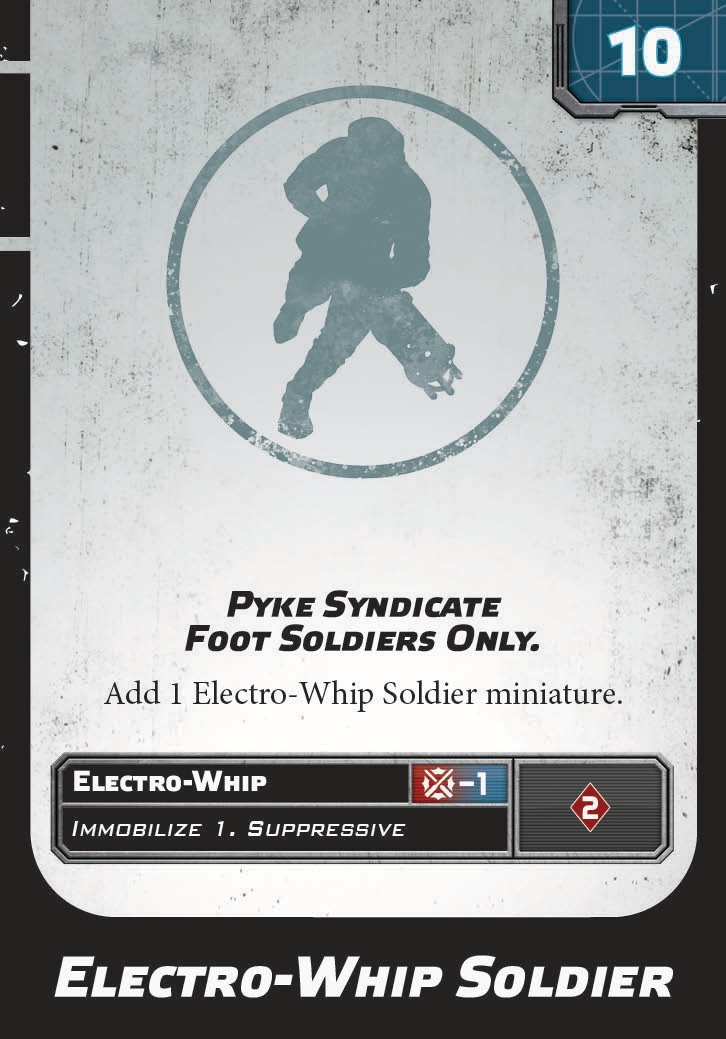 10
Pyke Syndicate
Foot Soldiers Only.
Add 1 Electro-Whip Soldier miniature.
Electro-Whip
–1
Immobilize 1. Suppressive
2
Electro-Whip Soldier